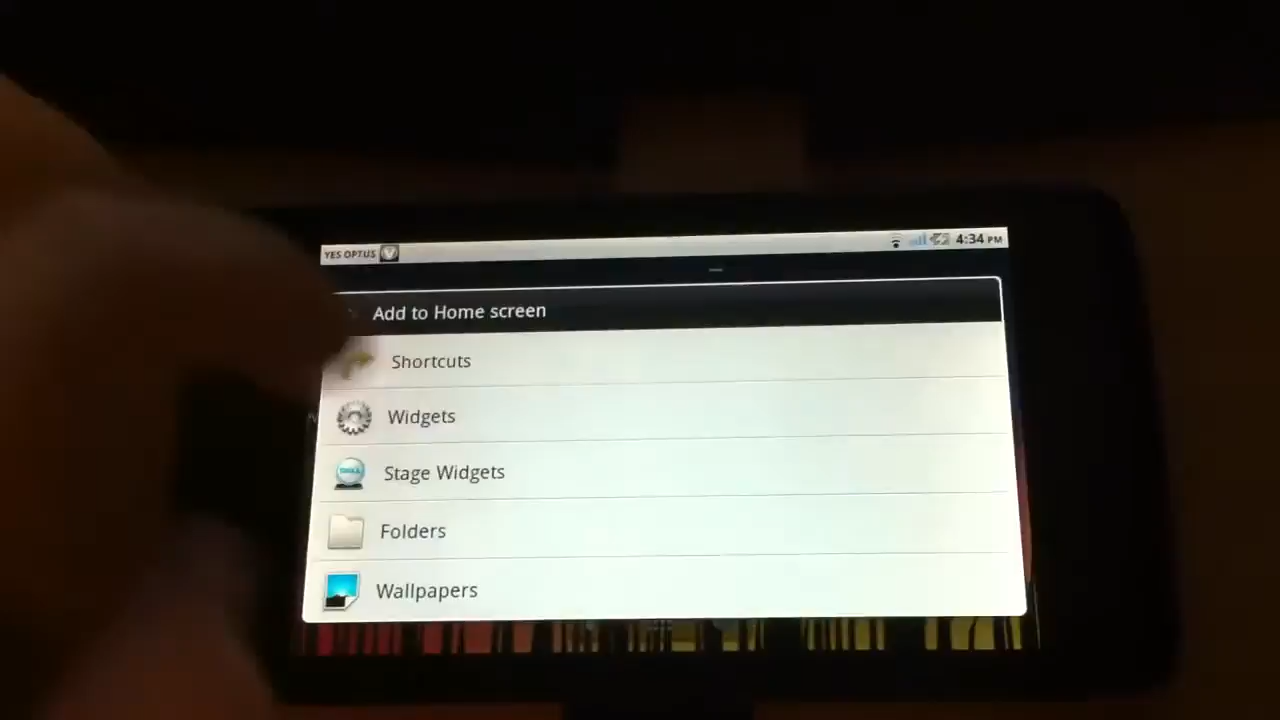 YES OPTUS
4:34 PM
Add to Home screen
Shortcuts
Widgets
Stage Widgets
Folders
Wallpapers